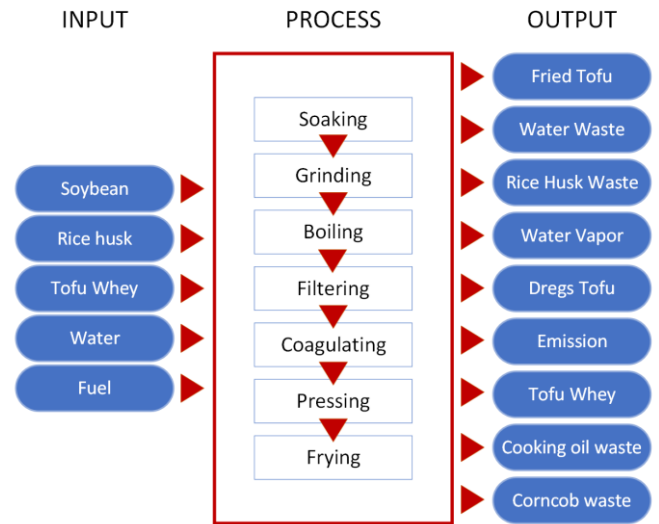 INPUT
PROCESS
OUTPUT
Soybean
Rice husk
Tofu Whey
Water
Fuel
Soaking
Grinding
Boiling
Filtering
Coagulating
Pressing
Frying
Fried Tofu
Water Waste
Rice Husk Waste
Water Vapor
Dregs Tofu
Emission
Tofu Whey
Cooking oil waste
Corncob waste